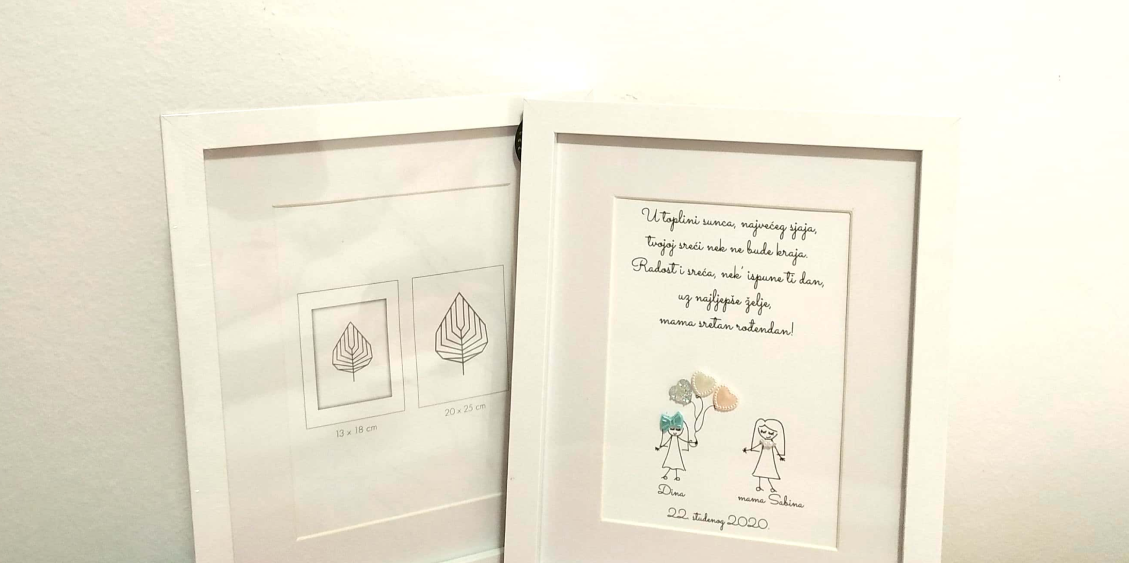 13 x 18 cm
20 x 25 cm
U toplini sunca, najvećeg sjaja,
tvojoj sreći nek ne bude kraja.
Radost i sreća, nek' ispune ti dan,
uz najljepše želje,
mama sretan rođendan!
Dina
mama Sabina
22. studenog 2020.